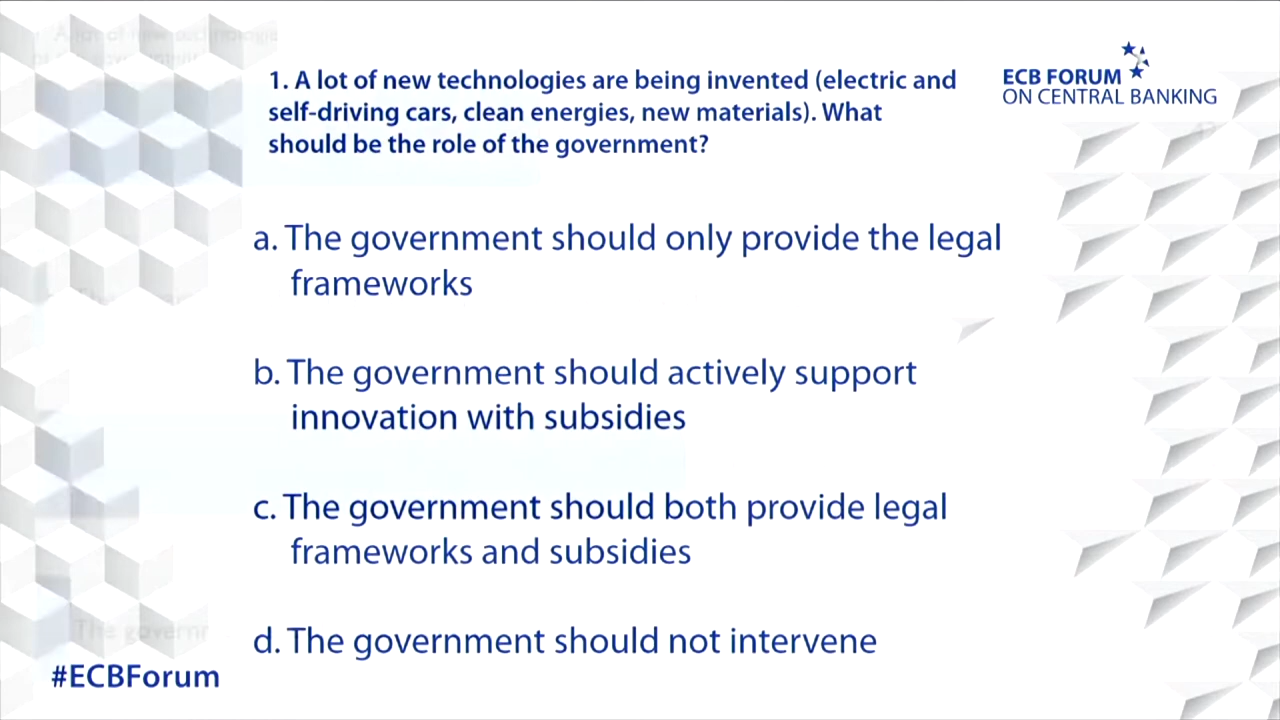 1. A lot of new technologies are being invented (electric and
self-driving cars, clean energies, new materials). What
should be the role of the government?
ECB FORUM
ON CENTRAL BANKING
a. The government should only provide the legal
frameworks
b. The government should actively support
innovation with subsidies
c. The government should both provide legal
frameworks and subsidies
d. The government should not intervene
#ECBForum